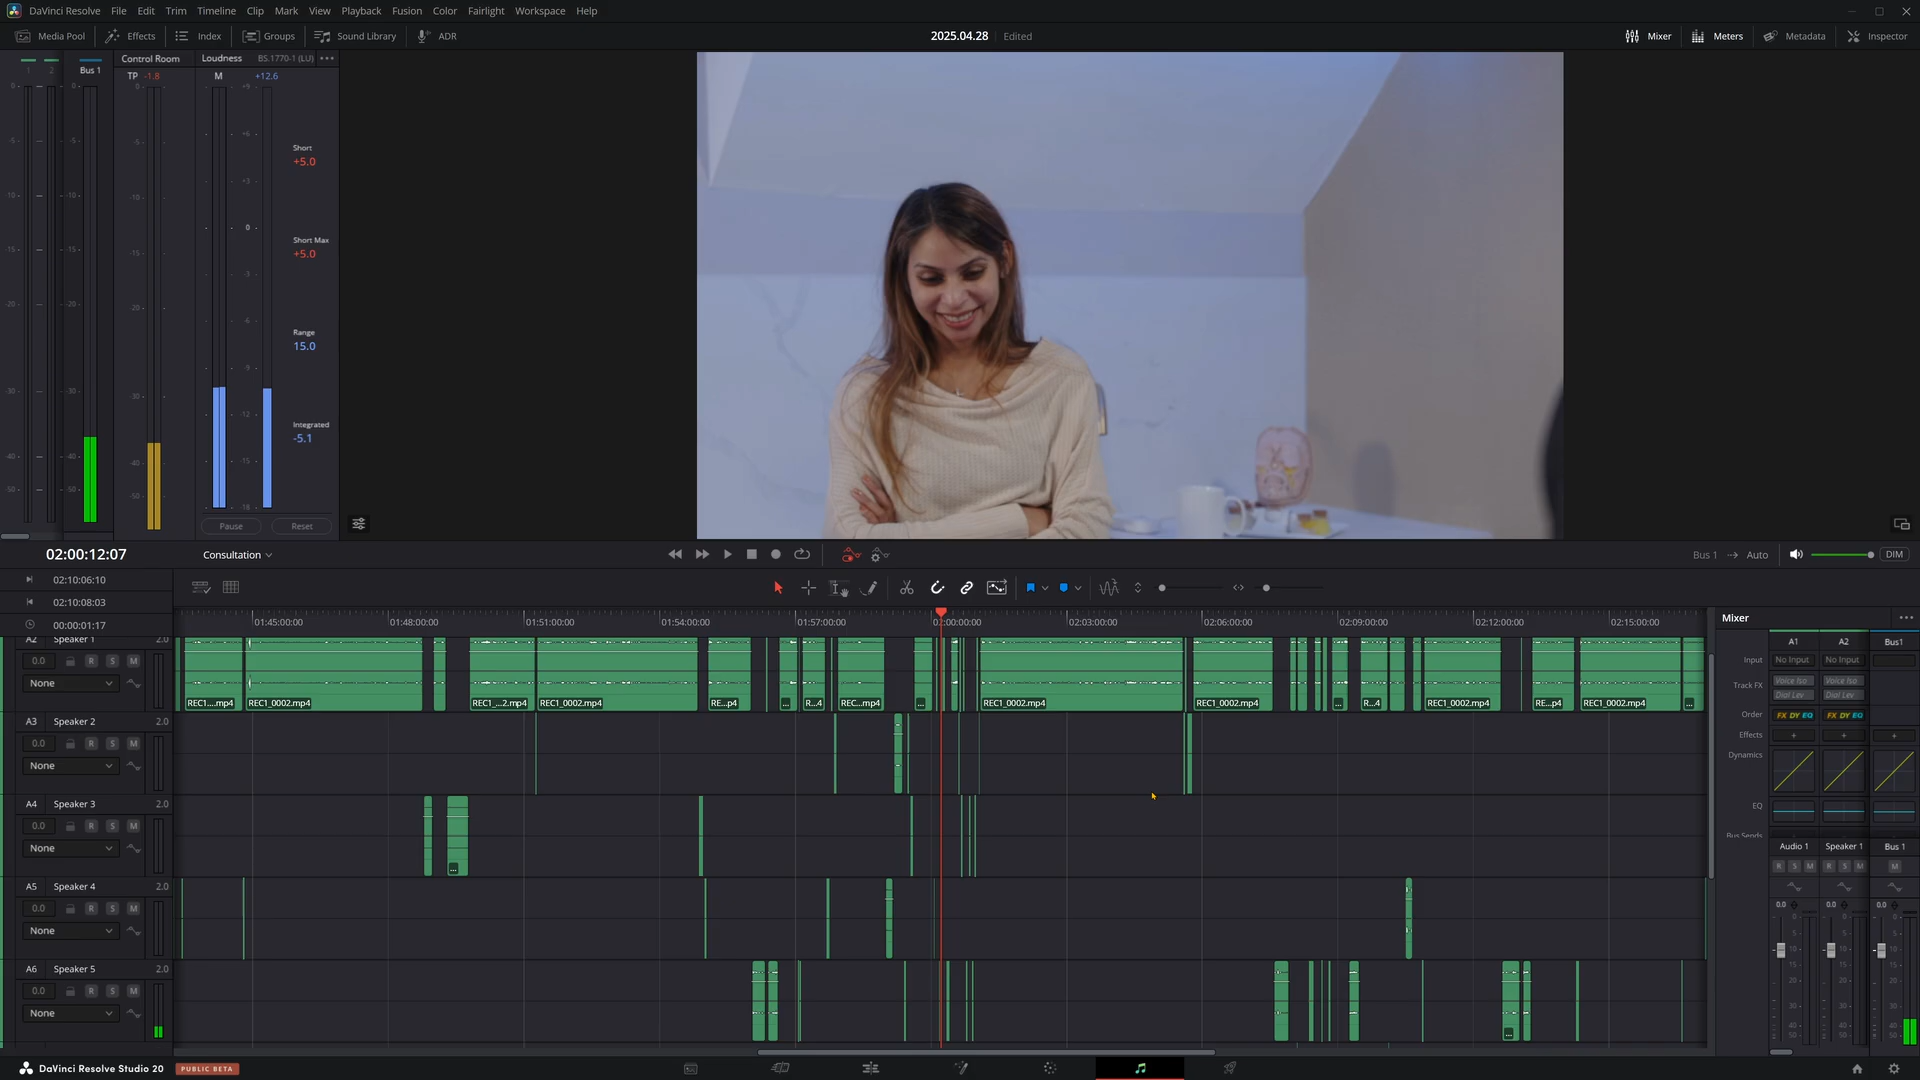 DaVinci Resolve File Edit Trim Timeline Clip Mark View Playback Fusion Color Fairlight Workspace Help
Media Pool Effects Index Groups Sound Library ADR 2025.04.28 Edited Mixer Meters Metadata Inspector
1 2 Bus 1 Control Room Loudness BS.1770-1 (LU) •••
TP -1.8 M +12.6
Short
+5.0
Short Max
+5.0
Range
15.0
Integrated
-5.1
Pause Reset
02:00:12:07 Consultation Bus 1 Auto DIM
02:10:06:10
02:10:08:03
00:00:01:17
01:45:00:00 01:48:00:00 01:51:00:00 01:54:00:00 01:57:00:00 02:00:00:00 02:03:00:00 02:06:00:00 02:09:00:00 02:12:00:00 02:15:00:00
A2 Speaker 1 2.0
0.0 R S M
None
REC1....mp4 REC1_0002.mp4 REC1_...2.mp4 REC1_0002.mp4 RE...p4 ... R...4 REC...mp4 ... REC1_0002.mp4 REC1_0002.mp4 ... R...4 REC1_0002.mp4 RE...p4 REC1_0002.mp4 ...
A3 Speaker 2 2.0
0.0 R S M
None
A4 Speaker 3 2.0
0.0 R S M
None
...
A5 Speaker 4 2.0
0.0 R S M
None
A6 Speaker 5 2.0
0.0 R S M
None
...
Mixer •••
A1 A2 Bus1
Input No Input No Input
Track FX Voice Iso Voice Iso
Dialog Lev Dialog Lev
Order FX DY EQ FX DY EQ
Effects + + +
Dynamics
EQ
Bus Sends
Audio 1 Speaker 1 Bus 1
R S M R S M M
0.0 0.0 0.0
DaVinci Resolve Studio 20 PUBLIC BETA